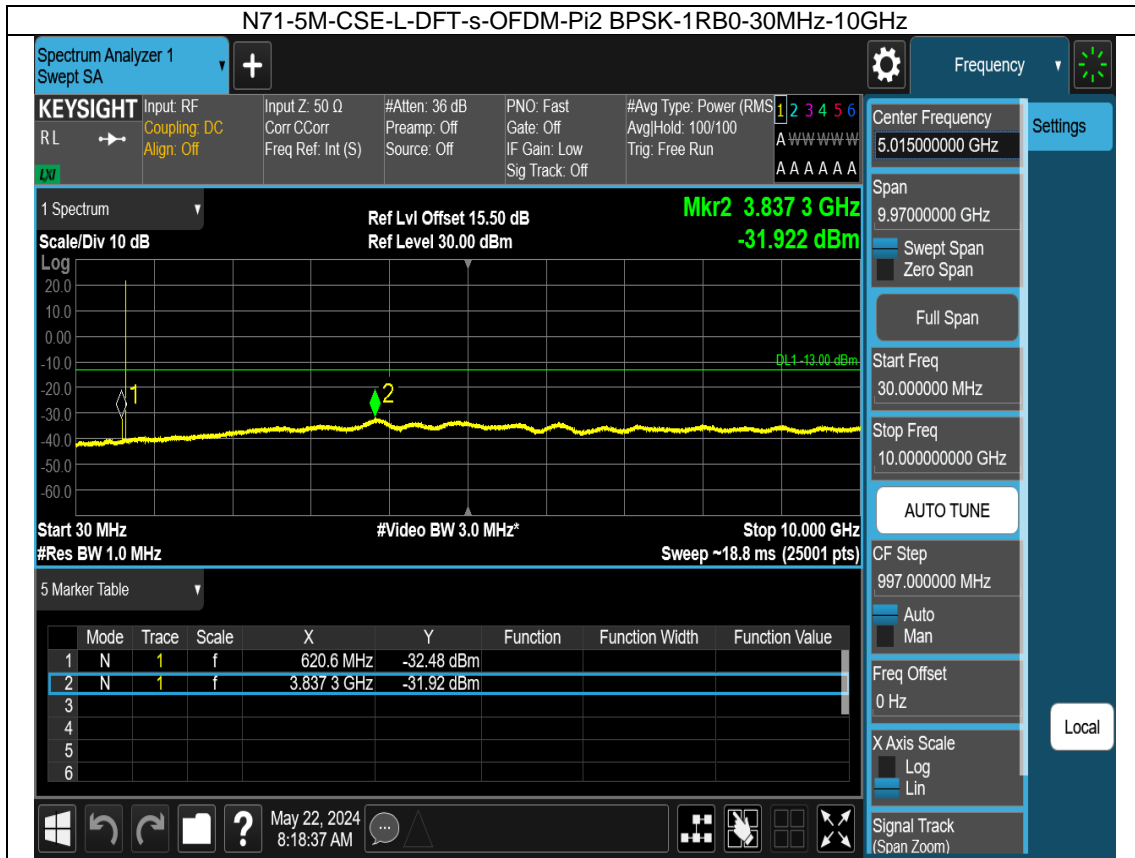 N71-5M-CSE-L-DFT-s-OFDM-Pi2 BPSK-1RB0-30MHz-10GHz
Spectrum Analyzer 1
Swept SA
+
Frequency
KEYSIGHT
RL
LXI
Input: RF
Coupling: DC
Align: Off
Input Z: 50 Ω
Corr CCorr
Freq Ref: Int (S)
#Atten: 36 dB
Preamp: Off
Source: Off
PNO: Fast
Gate: Off
IF Gain: Low
Sig Track: Off
#Avg Type: Power (RMS
Avg|Hold: 100/100
Trig: Free Run
1 2 3 4 5 6
A W W W W W
A A A A A A
1 Spectrum
Scale/Div 10 dB
Ref Lvl Offset 15.50 dB
Ref Level 30.00 dBm
Mkr2 3.837 3 GHz
-31.922 dBm
Log
20.0
10.0
0.00
-10.0
-20.0
-30.0
-40.0
-50.0
-60.0
DL1 -13.00 dBm
1
2
Start 30 MHz
#Video BW 3.0 MHz*
Stop 10.000 GHz
#Res BW 1.0 MHz
Sweep ~18.8 ms (25001 pts)
5 Marker Table
Mode Trace Scale X Y Function Function Width Function Value
1 N 1 f 620.6 MHz -32.48 dBm
2 N 1 f 3.837 3 GHz -31.92 dBm
3
4
5
6
?
May 22, 2024
8:18:37 AM
Center Frequency
5.015000000 GHz
Settings
Span
9.97000000 GHz
Swept Span
Zero Span
Full Span
Start Freq
30.000000 MHz
Stop Freq
10.000000000 GHz
AUTO TUNE
CF Step
997.000000 MHz
Auto
Man
Freq Offset
0 Hz
Local
X Axis Scale
Log
Lin
Signal Track
(Span Zoom)